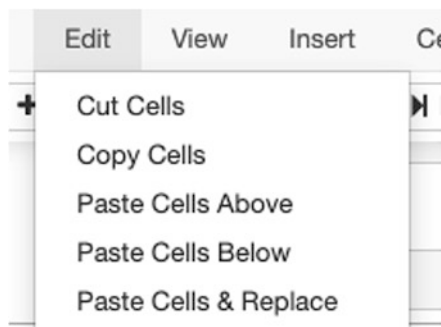 Edit View Insert
Cut Cells
Copy Cells
Paste Cells Above
Paste Cells Below
Paste Cells & Replace